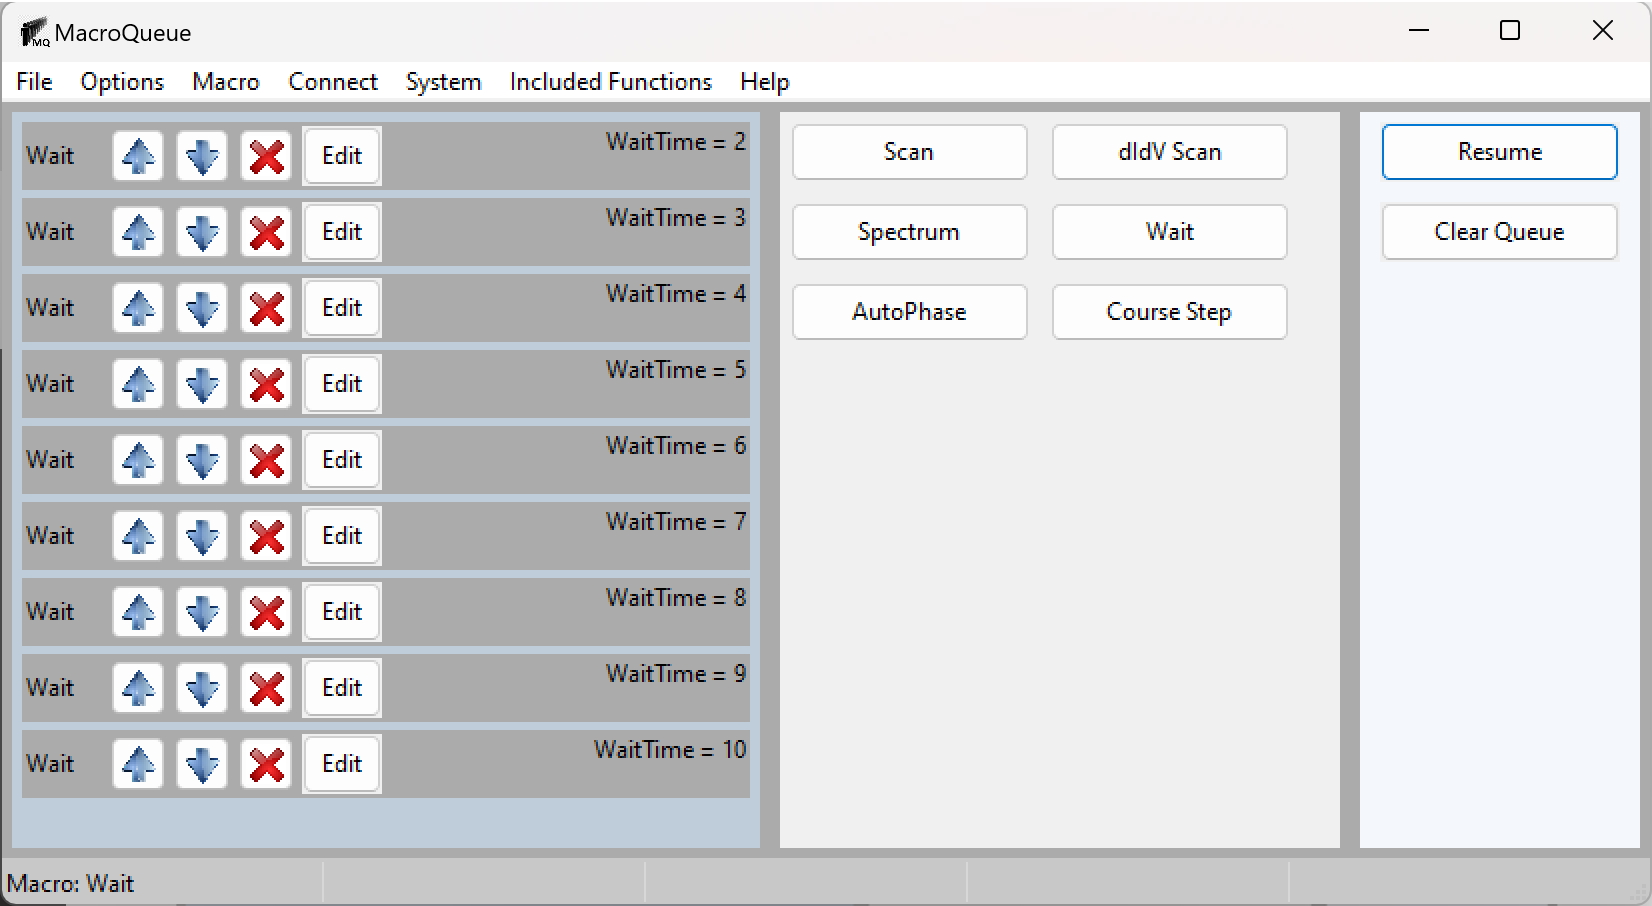 MQ MacroQueue
File Options Macro Connect System Included Functions Help
Wait Edit WaitTime = 2
Wait Edit WaitTime = 3
Wait Edit WaitTime = 4
Wait Edit WaitTime = 5
Wait Edit WaitTime = 6
Wait Edit WaitTime = 7
Wait Edit WaitTime = 8
Wait Edit WaitTime = 9
Wait Edit WaitTime = 10
Scan dIdV Scan
Spectrum Wait
AutoPhase Course Step
Resume
Clear Queue
Macro: Wait